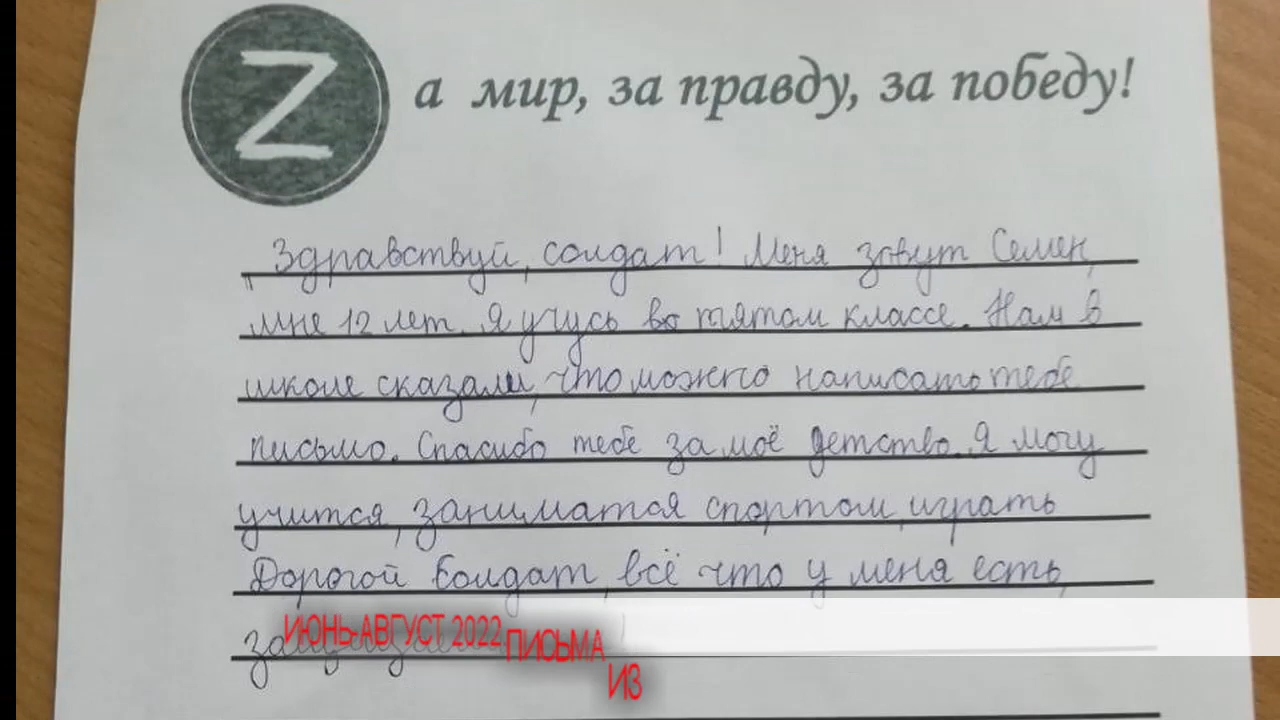 Z а мир, за правду, за победу!
Здравствуй, солдат! Меня зовут Семен,
мне 12 лет. Я учусь во пятом классе. Нам в
школе сказали, что можно написать тебе
письмо. Спасибо тебе за моё детство. Я могу
учится, заниматся спортом, играть
Дорогой Солдат, всё что у меня есть,
за
ИЮНЬ-АВГУСТ 2022 ПИСЬМА
ИЗ